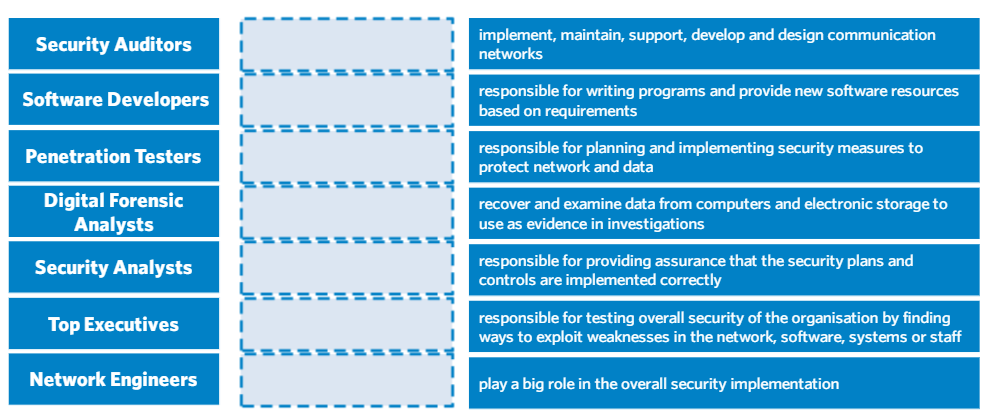 Security Auditors
implement, maintain, support, develop and design communication
networks
Software Developers
responsible for writing programs and provide new software resources
based on requirements
Penetration Testers
responsible for planning and implementing security measures to
protect network and data
Digital Forensic
Analysts
recover and examine data from computers and electronic storage to
use as evidence in investigations
Security Analysts
responsible for providing assurance that the security plans and
controls are implemented correctly
Top Executives
responsible for testing overall security of the organisation by finding
ways to exploit weaknesses in the network, software, systems or staff
Network Engineers
play a big role in the overall security implementation